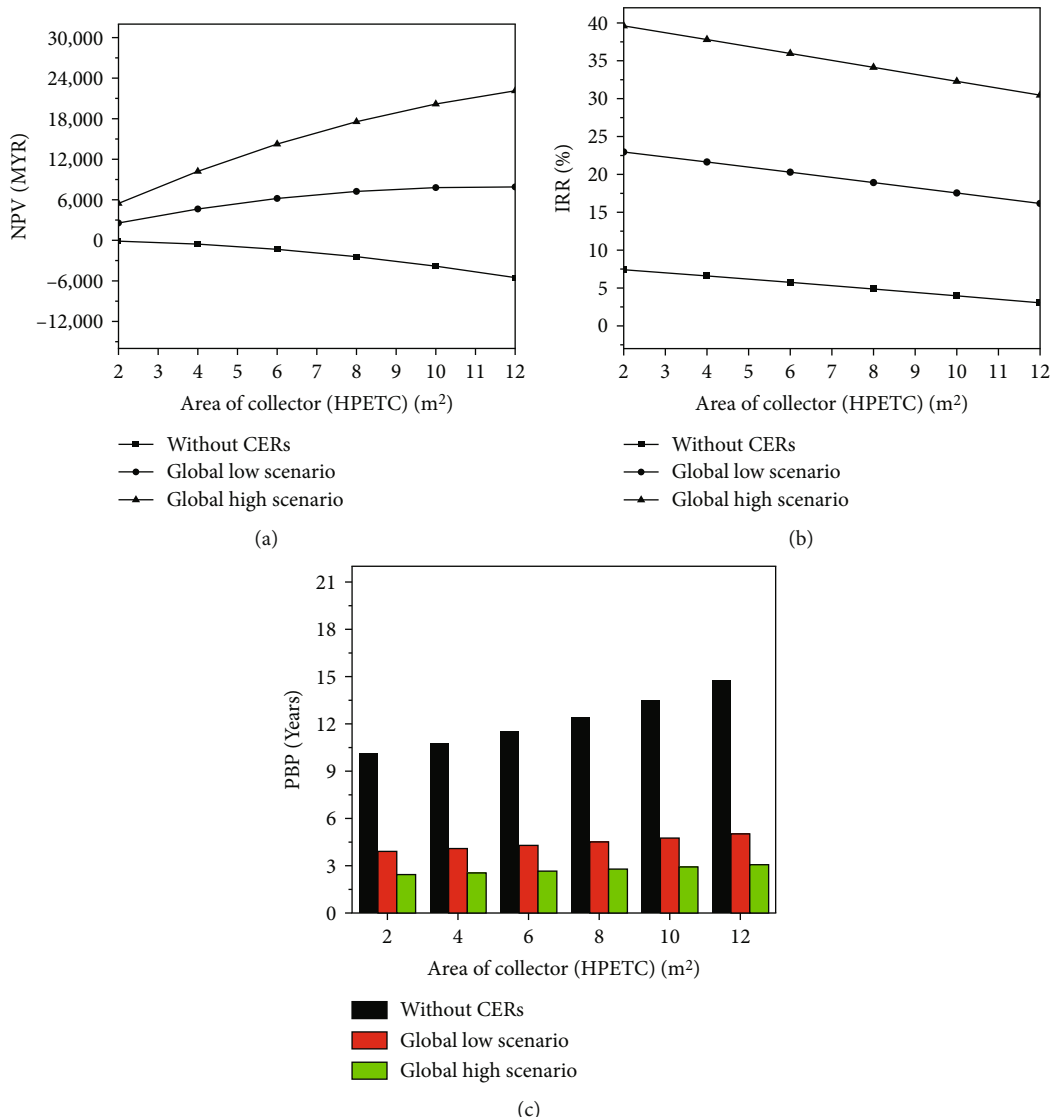 30,000
24,000
18,000
12,000
6,000
0
−6,000
−12,000
NPV (MYR)
2 3 4 5 6 7 8 9 10 11 12
Area of collector (HPETC) (m²)
Without CERs
Global low scenario
Global high scenario
(a)
40
35
30
25
20
15
10
5
0
IRR (%)
2 3 4 5 6 7 8 9 10 11 12
Area of collector (HPETC) (m²)
Without CERs
Global low scenario
Global high scenario
(b)
21
18
15
12
9
6
3
0
PBP (Years)
2 4 6 8 10 12
Area of collector (HPETC) (m²)
Without CERs
Global low scenario
Global high scenario
(c)